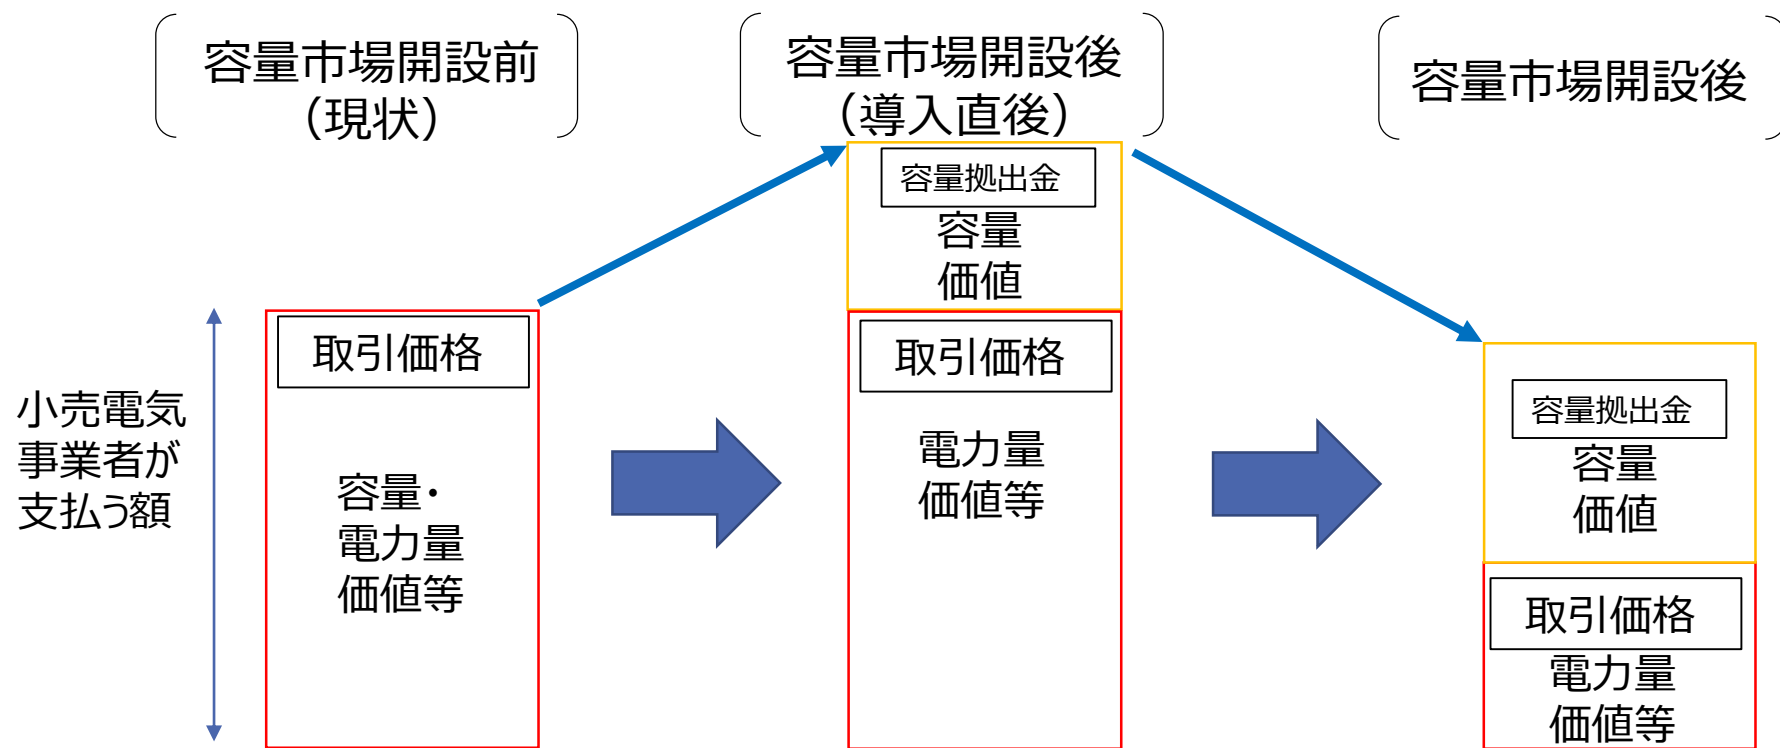 容量市場開設前
（現状）
容量市場開設後
（導入直後）
容量市場開設後
小売電気
事業者が
支払う額
取引価格
容量・
電力量
価値等
容量拠出金
容量
価値
取引価格
電力量
価値等
容量拠出金
容量
価値
取引価格
電力量
価値等